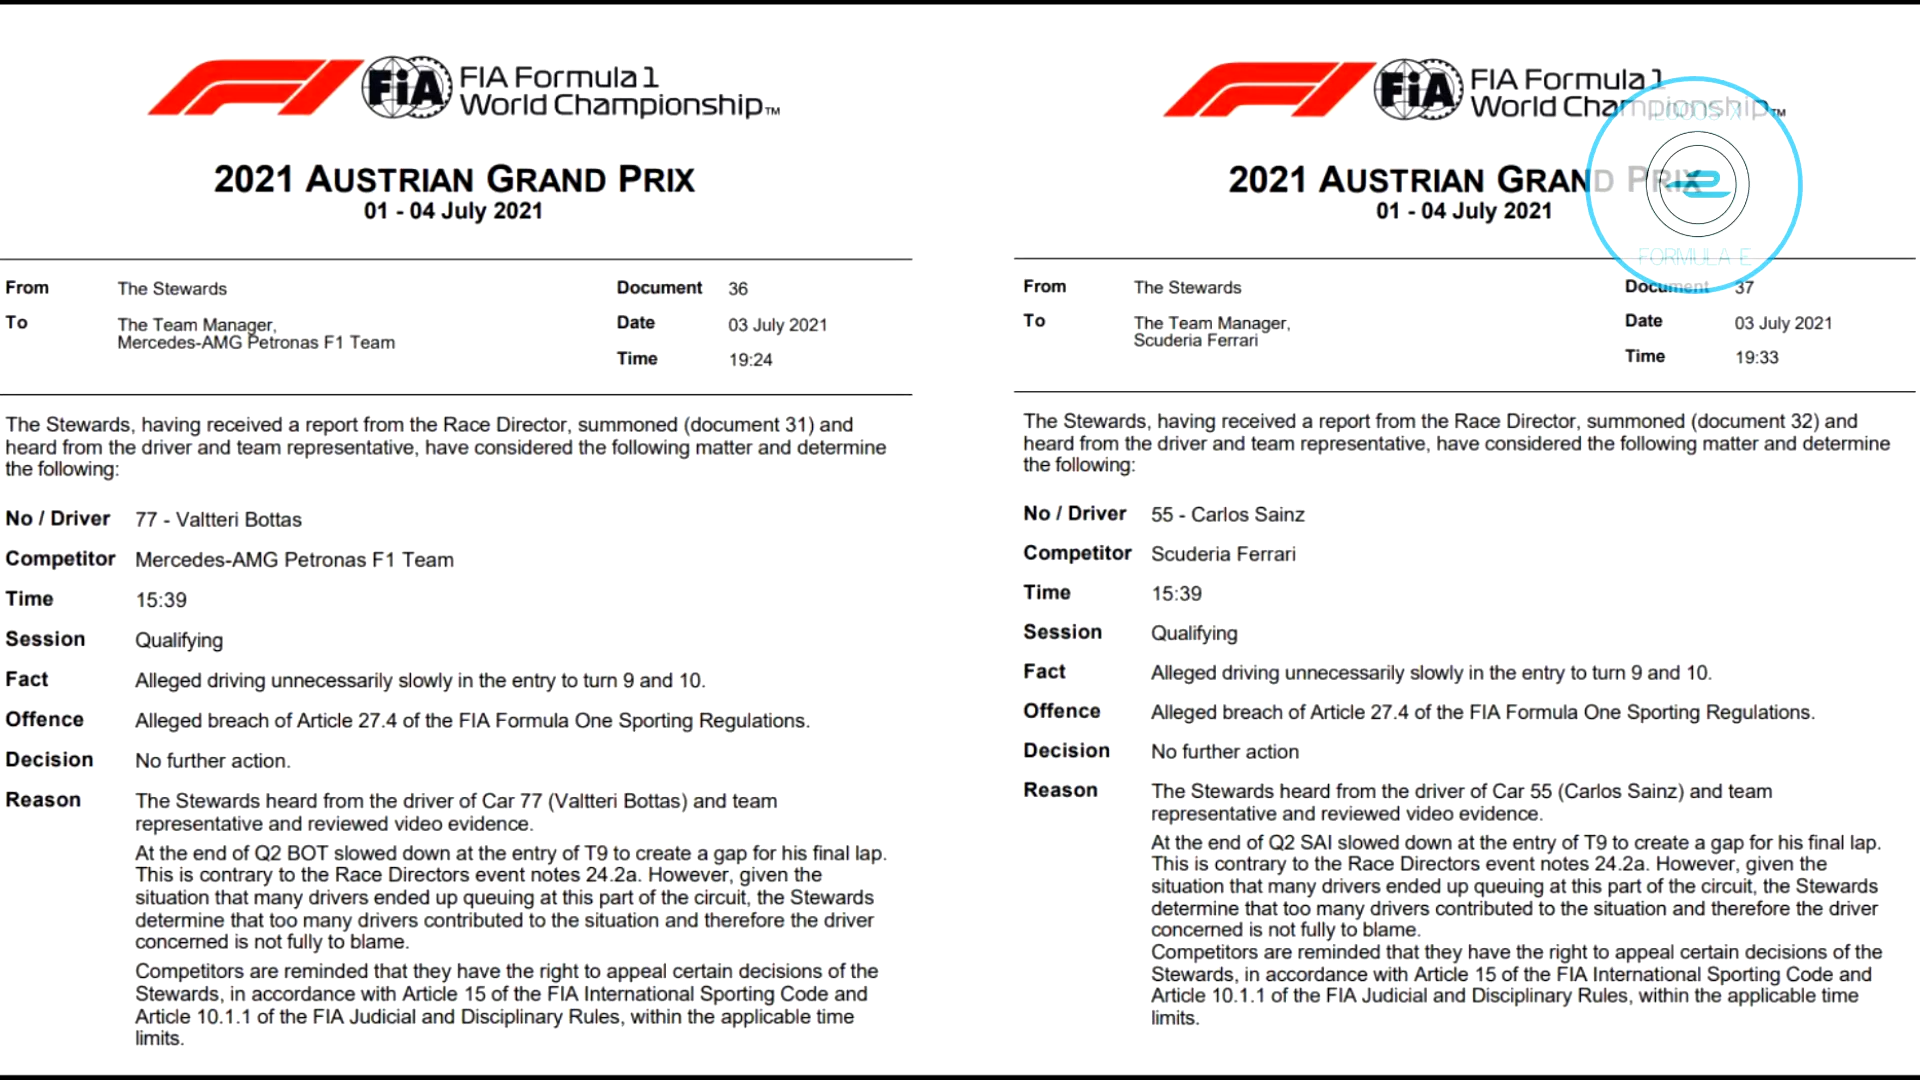 FIA FIA Formula 1
World Championship™
2021 AUSTRIAN GRAND PRIX
01 - 04 July 2021
From The Stewards Document 36
To The Team Manager, Date 03 July 2021
Mercedes-AMG Petronas F1 Team
Time 19:24
The Stewards, having received a report from the Race Director, summoned (document 31) and
heard from the driver and team representative, have considered the following matter and determine
the following:
No / Driver 77 - Valtteri Bottas
Competitor Mercedes-AMG Petronas F1 Team
Time 15:39
Session Qualifying
Fact Alleged driving unnecessarily slowly in the entry to turn 9 and 10.
Offence Alleged breach of Article 27.4 of the FIA Formula One Sporting Regulations.
Decision No further action.
Reason The Stewards heard from the driver of Car 77 (Valtteri Bottas) and team
representative and reviewed video evidence.
At the end of Q2 BOT slowed down at the entry of T9 to create a gap for his final lap.
This is contrary to the Race Directors event notes 24.2a. However, given the
situation that many drivers ended up queuing at this part of the circuit, the Stewards
determine that too many drivers contributed to the situation and therefore the driver
concerned is not fully to blame.
Competitors are reminded that they have the right to appeal certain decisions of the
Stewards, in accordance with Article 15 of the FIA International Sporting Code and
Article 10.1.1 of the FIA Judicial and Disciplinary Rules, within the applicable time
limits.
FIA FIA Formula 1
World Championship™
2021 AUSTRIAN GRAND PRIX
01 - 04 July 2021
FORMULA E
From The Stewards Document 37
To The Team Manager, Date 03 July 2021
Scuderia Ferrari
Time 19:33
The Stewards, having received a report from the Race Director, summoned (document 32) and
heard from the driver and team representative, have considered the following matter and determine
the following:
No / Driver 55 - Carlos Sainz
Competitor Scuderia Ferrari
Time 15:39
Session Qualifying
Fact Alleged driving unnecessarily slowly in the entry to turn 9 and 10.
Offence Alleged breach of Article 27.4 of the FIA Formula One Sporting Regulations.
Decision No further action
Reason The Stewards heard from the driver of Car 55 (Carlos Sainz) and team
representative and reviewed video evidence.
At the end of Q2 SAI slowed down at the entry of T9 to create a gap for his final lap.
This is contrary to the Race Directors event notes 24.2a. However, given the
situation that many drivers ended up queuing at this part of the circuit, the Stewards
determine that too many drivers contributed to the situation and therefore the driver
concerned is not fully to blame.
Competitors are reminded that they have the right to appeal certain decisions of the
Stewards, in accordance with Article 15 of the FIA International Sporting Code and
Article 10.1.1 of the FIA Judicial and Disciplinary Rules, within the applicable time
limits.